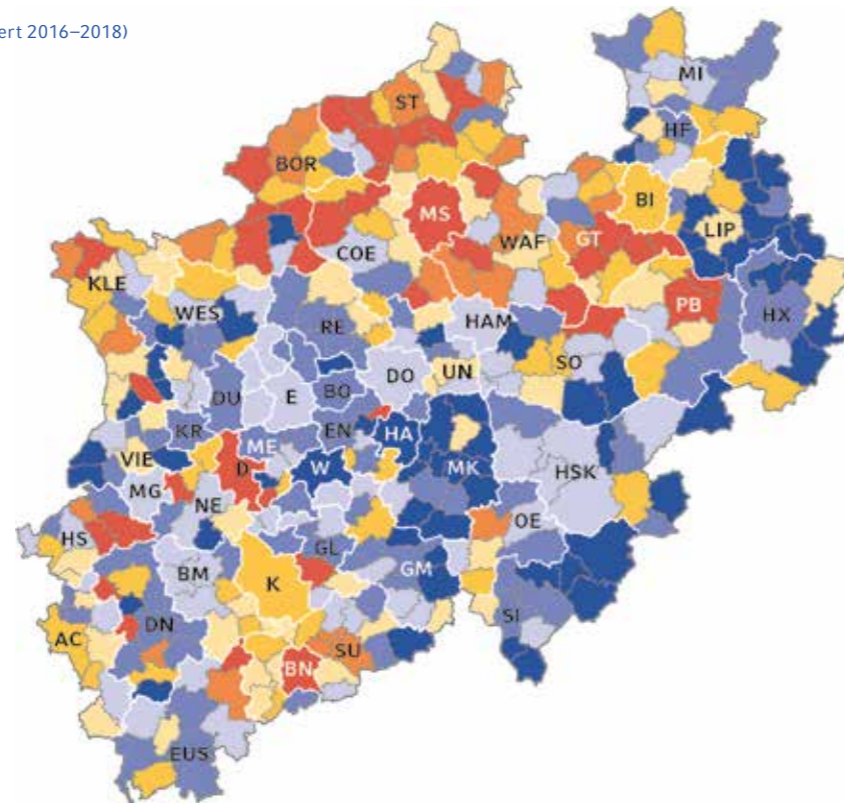 ert 2016–2018)
MI
ST
HF
BOR
BI
MS
LIP
WAF
GT
COE
KLE
PB
WES
HX
RE
HAM
SO
DO
UN
DU
E
BO
KR
EN
HA
ME
VIE
D
W
MK
HSK
MG
NE
OE
HS
GL
BM
K
GM
SI
DN
AC
SU
BN
EUS